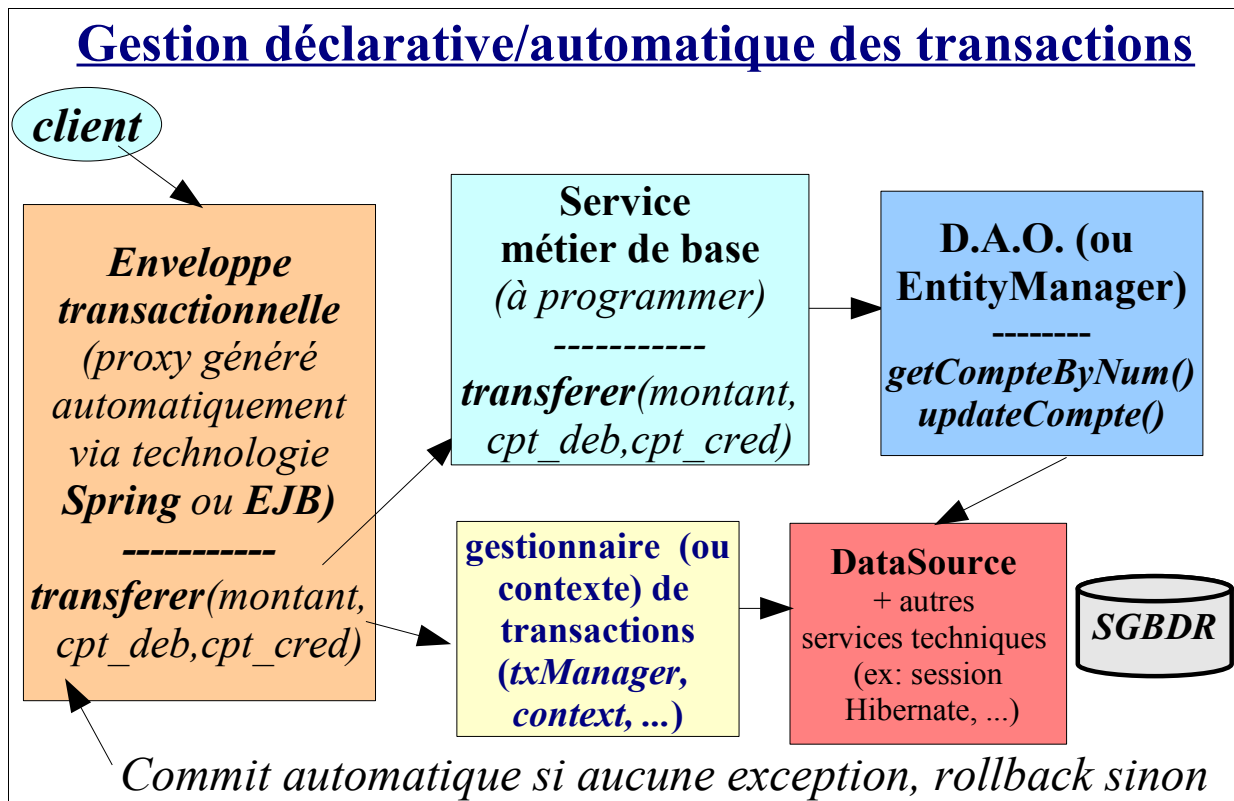 Gestion déclarative/automatique des transactions
client
Enveloppe
transactionnelle
(proxy généré
automatiquement
via technologie
Spring ou EJB)
-----------
transferer(montant,
cpt_deb,cpt_cred)
Service
métier de base
(à programmer)
-----------
transferer(montant,
cpt_deb,cpt_cred)
D.A.O. (ou
EntityManager)
--------
getCompteByNum()
updateCompte()
gestionnaire (ou
contexte) de
transactions
(txManager,
context, ...)
DataSource
+ autres
services techniques
(ex: session
Hibernate, ...)
SGBDR
Commit automatique si aucune exception, rollback sinon